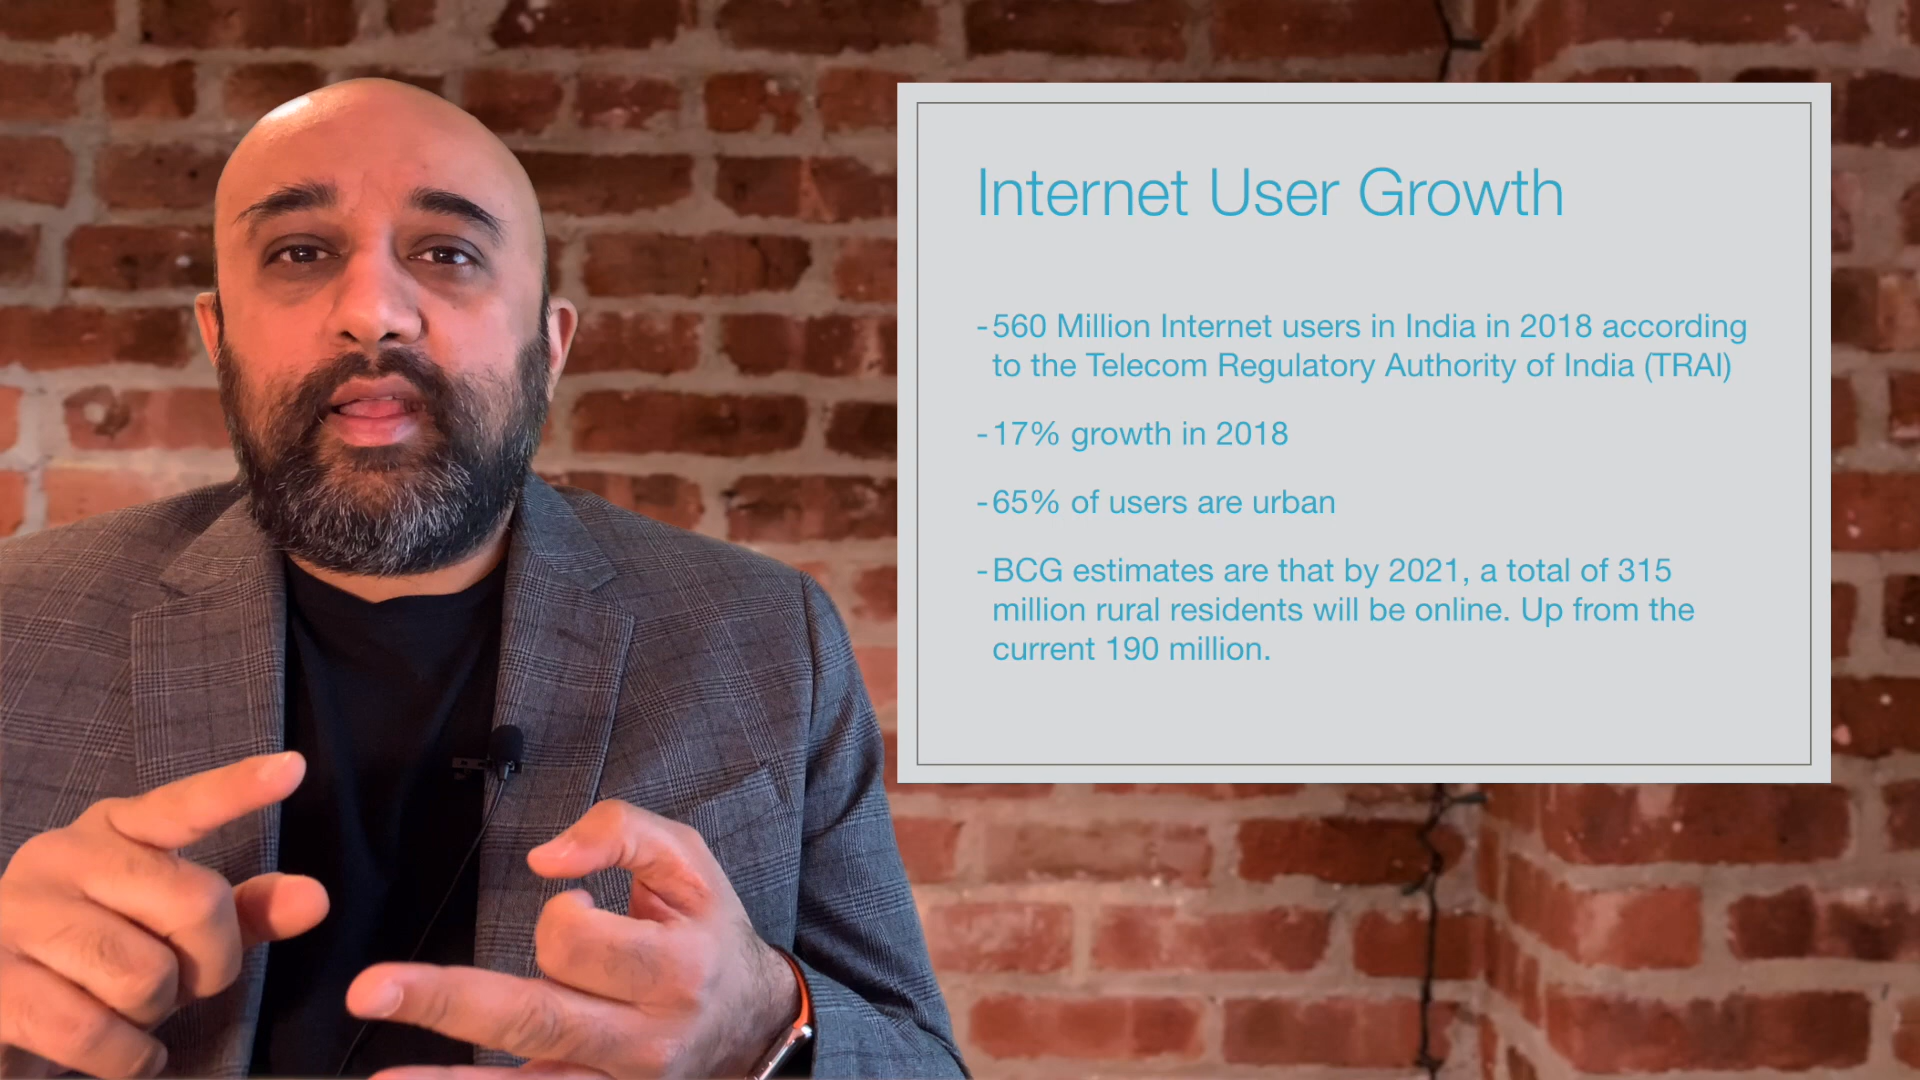 Internet User Growth
-560 Million Internet users in India in 2018 according
to the Telecom Regulatory Authority of India (TRAI)
-17% growth in 2018
-65% of users are urban
-BCG estimates are that by 2021, a total of 315
million rural residents will be online. Up from the
current 190 million.